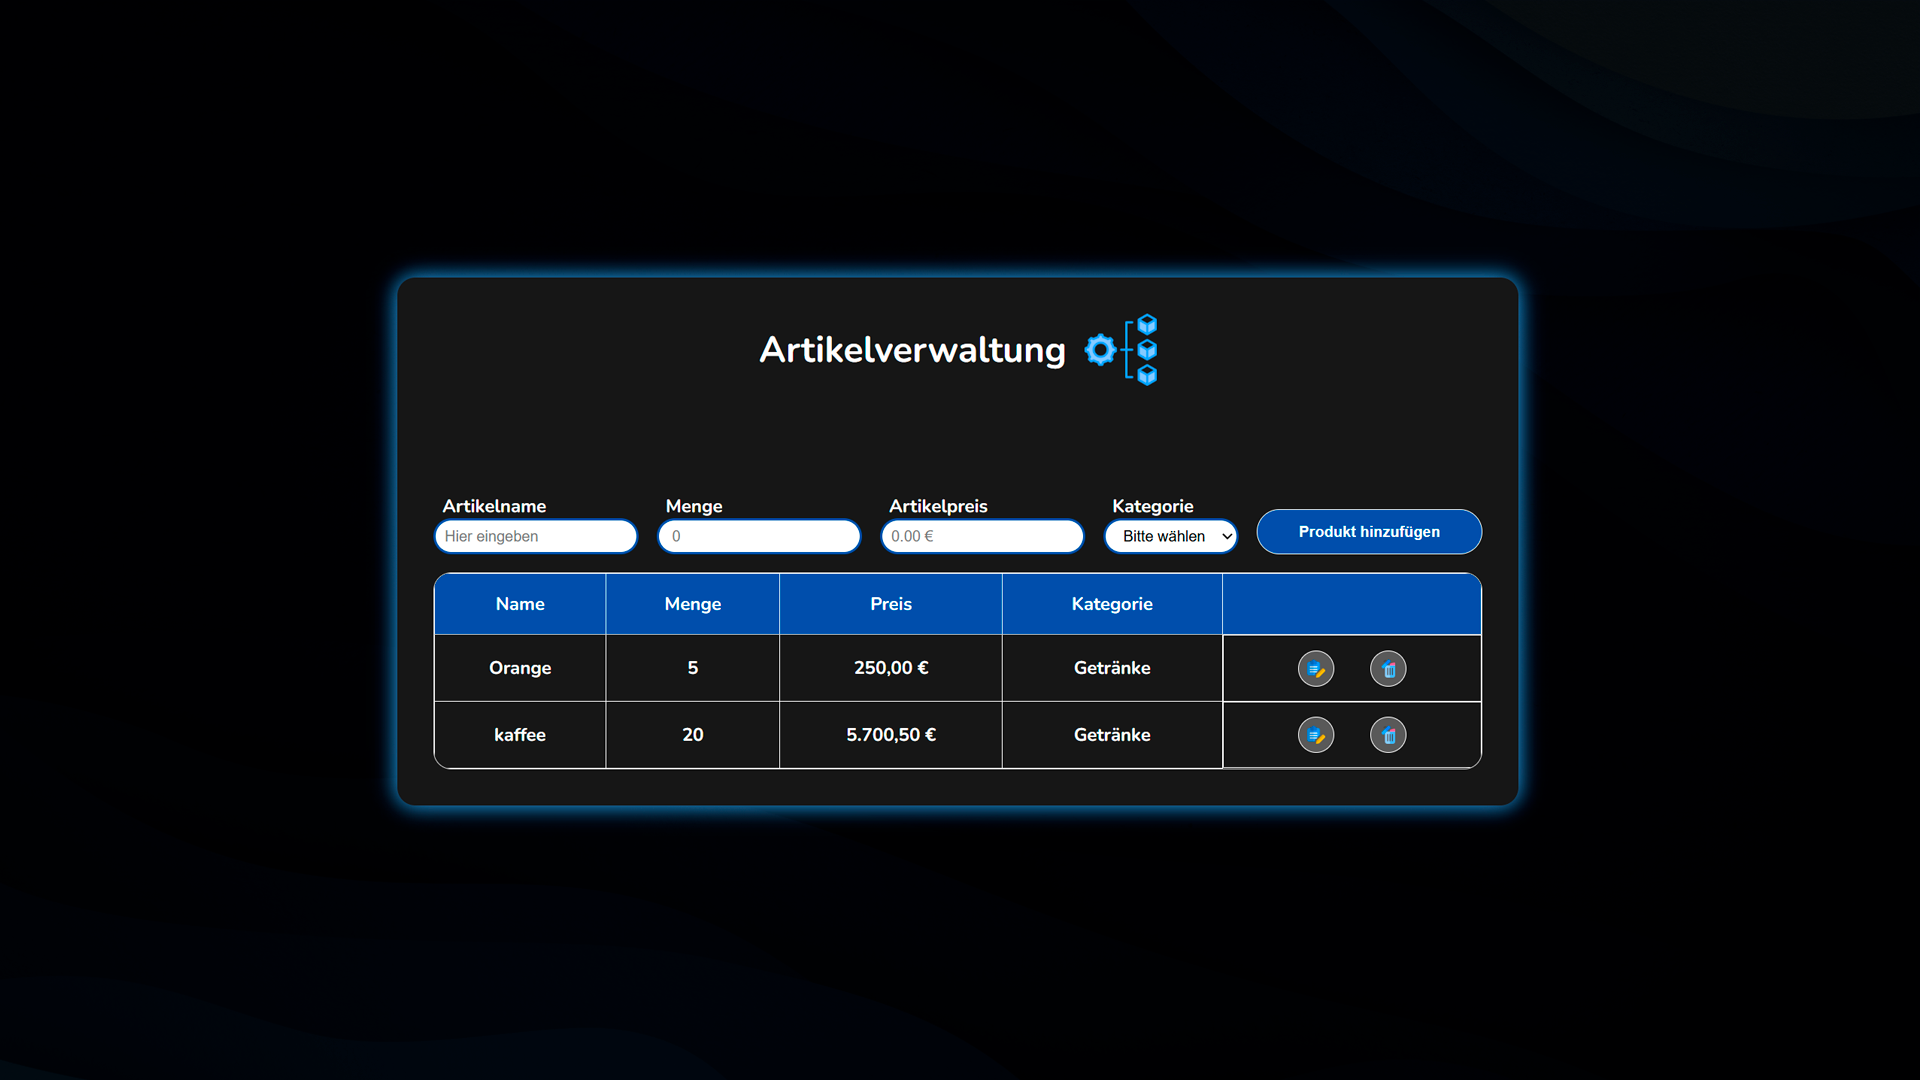 Artikelverwaltung
Artikelname Menge Artikelpreis Kategorie
Hier eingeben 0 0.00 € Bitte wählen Produkt hinzufügen
Name Menge Preis Kategorie
Orange 5 250,00 € Getränke
kaffee 20 5.700,50 € Getränke